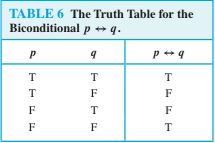 TABLE 6 The Truth Table for the
Biconditional p ↔ q.
p q p ↔ q
T T T
T F F
F T F
F F T